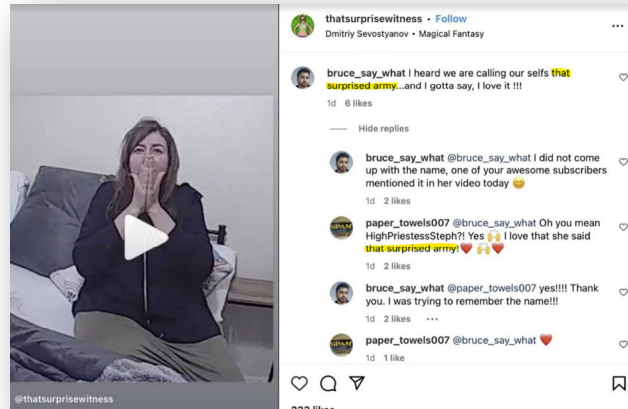 thatsurprisewitness • Follow
Dmitriy Sevostyanov • Magical Fantasy
bruce_say_what I heard we are calling our selfs that
surprised army...and I gotta say, I love it !!!
1d 6 likes
Hide replies
bruce_say_what @bruce_say_what I did not come
up with the name, one of your awesome subscribers
mentioned it in her video today 😊
1d 2 likes
paper_towels007 @bruce_say_what Oh you mean
HighPriestessSteph?! Yes 🙌 I love that she said
that surprised army!❤️ 🙌❤️
1d 2 likes
bruce_say_what @paper_towels007 yes!!!! Thank
you. I was trying to remember the name!!!
1d 2 likes •••
paper_towels007 @bruce_say_what ❤️
1d 1 like
@thatsurprisewitness